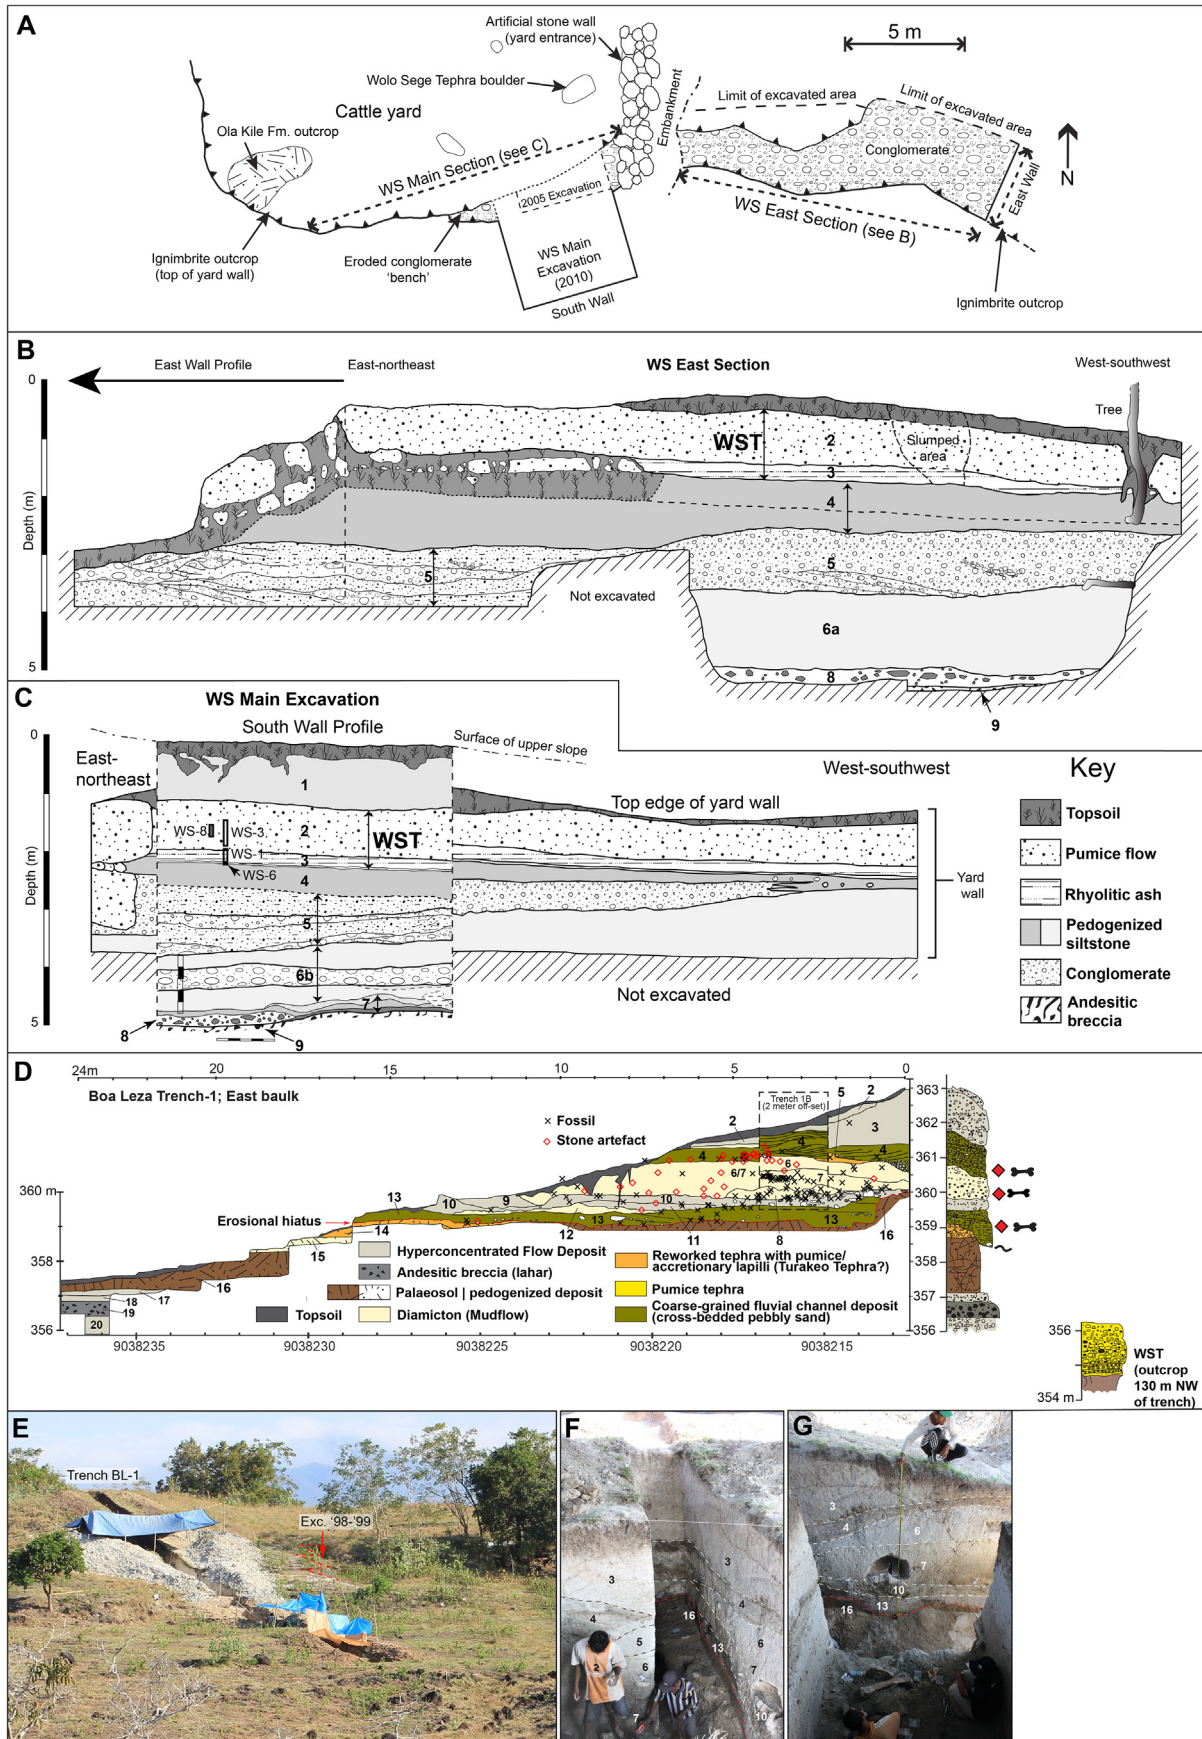 A
Artificial stone wall
(yard entrance)
5 m
Wolo Sege Tephra boulder
Cattle yard
Ola Kile Fm. outcrop
WS Main Section (see C)
Embankment
Limit of excavated area
Limit of excavated area
Conglomerate
East Wall
N
2005 Excavation
WS East Section (see B)
WS Main
Excavation
(2010)
South Wall
Ignimbrite outcrop
(top of yard wall)
Eroded conglomerate
‘bench’
Ignimbrite outcrop
B
East Wall Profile
East-northeast
WS East Section
West-southwest
0
Depth (m)
5
Tree
WST
2
Slumped
area
3
4
5
5
Not excavated
6a
8
9
C
WS Main Excavation
South Wall Profile
Surface of upper slope
0
East-
northeast
West-southwest
Depth (m)
5
1
Top edge of yard wall
WS-8
WS-3
2
WST
WS-1
3
WS-6
4
5
6b
7
8
9
Yard
wall
Not excavated
Key
Topsoil
Pumice flow
Rhyolitic ash
Pedogenized
siltstone
Conglomerate
Andesitic
breccia
D
24m
20
15
10
5
0
Boa Leza Trench-1; East baulk
Fossil
Stone artefact
Trench 1B
(2 meter off-set)
2
5
2
3
4
4
4
6/7
6
7
9
10
10
13
13
13
14
Erosional hiatus
12
11
8
16
15
16
17
18
19
20
360 m
358
356
363
362
361
360
359
358
357
356
Hyperconcentrated Flow Deposit
Andesitic breccia (lahar)
Palaeosol | pedogenized deposit
Topsoil
Diamicton (Mudflow)
Reworked tephra with pumice/
accretionary lapilli (Turakeo Tephra?)
Pumice tephra
Coarse-grained fluvial channel deposit
(cross-bedded pebbly sand)
9038235
9038230
9038225
9038220
9038215
356
354 m
WST
(outcrop
130 m NW
of trench)
E
Trench BL-1
Exc. ‘98-’99
F
3
3
4
4
5
6
6
16
13
2
7
7
10
G
3
4
6
7
10
16
13